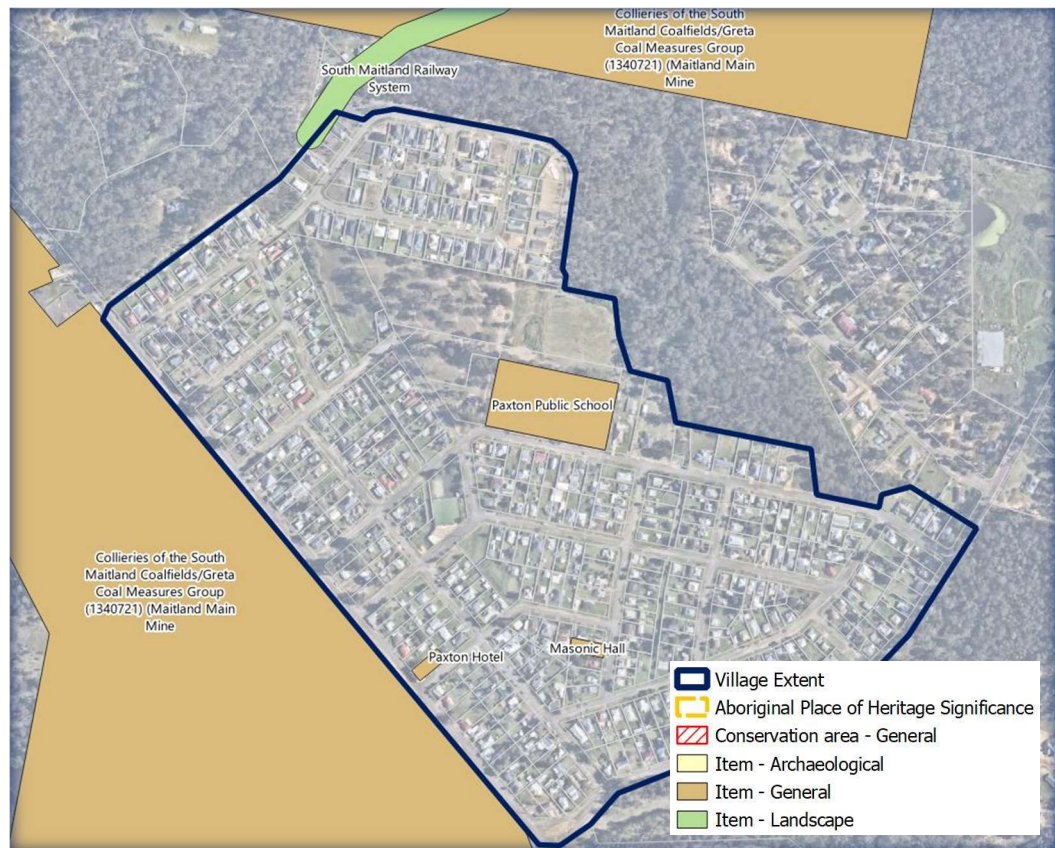 Collieries of the South
Maitland Coalfields/Greta
Coal Measures Group
(1340721) (Maitland Main
Mine
South Maitland Railway
System
Paxton Public School
Collieries of the South
Maitland Coalfields/Greta
Coal Measures Group
(1340721) (Maitland Main
Mine
Paxton Hotel
Masonic Hall
Village Extent
Aboriginal Place of Heritage Significance
Conservation area - General
Item - Archaeological
Item - General
Item - Landscape